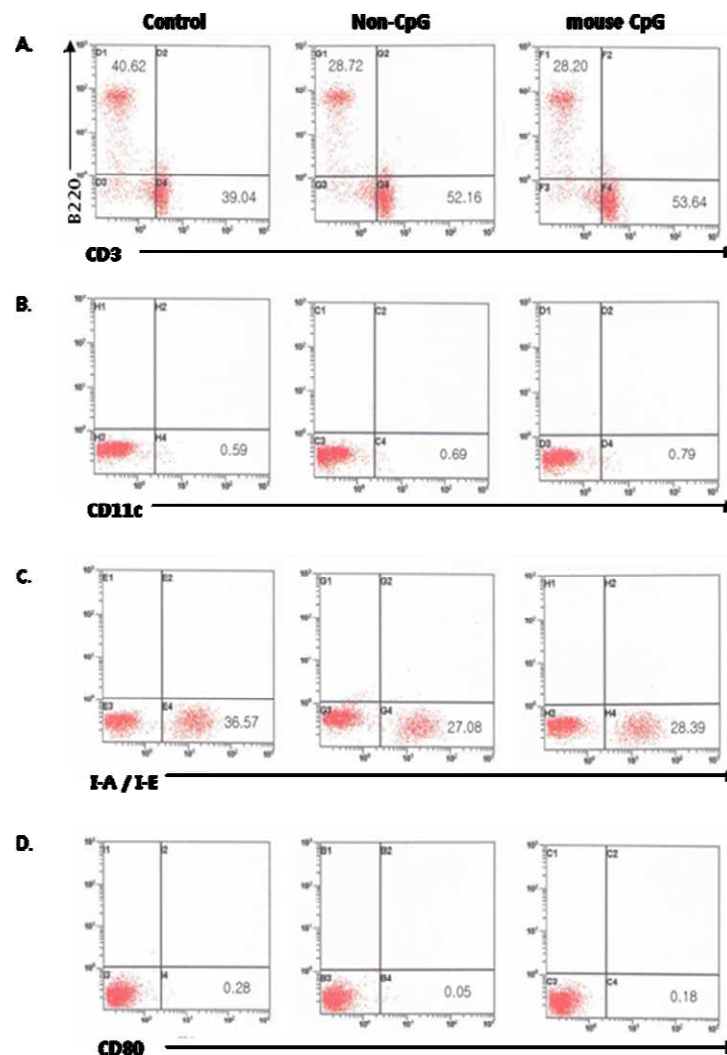 Control Non-CpG mouse CpG
A.
D1 D2 G1 G2 F1 F2
40.62 28.72 28.20
B220
D3 D4 G3 G4 F3 F4
39.04 52.16 53.64
CD3
B.
H1 H2 C1 C2 D1 D2
H3 H4 C3 C4 D3 D4
0.59 0.69 0.79
CD11c
C.
E1 E2 G1 G2 H1 H2
E3 E4 G3 G4 H3 H4
36.57 27.08 28.39
I-A / I-E
D.
I1 I2 B1 B2 C1 C2
I3 I4 B3 B4 C3 C4
0.28 0.05 0.18
CD80